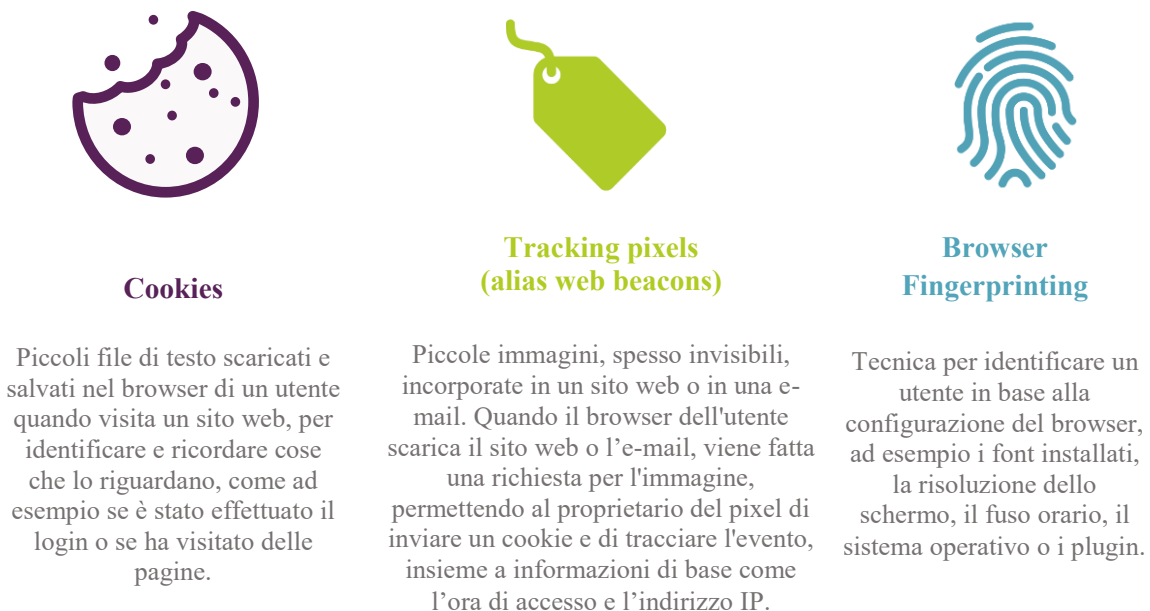 Cookies
Piccoli file di testo scaricati e
salvati nel browser di un utente
quando visita un sito web, per
identificare e ricordare cose
che lo riguardano, come ad
esempio se è stato effettuato il
login o se ha visitato delle
pagine.
Tracking pixels
(alias web beacons)
Piccole immagini, spesso invisibili,
incorporate in un sito web o in una e-
mail. Quando il browser dell'utente
scarica il sito web o l’e-mail, viene fatta
una richiesta per l'immagine,
permettendo al proprietario del pixel di
inviare un cookie e di tracciare l'evento,
insieme a informazioni di base come
l’ora di accesso e l’indirizzo IP.
Browser
Fingerprinting
Tecnica per identificare un
utente in base alla
configurazione del browser,
ad esempio i font installati,
la risoluzione dello
schermo, il fuso orario, il
sistema operativo o i plugin.